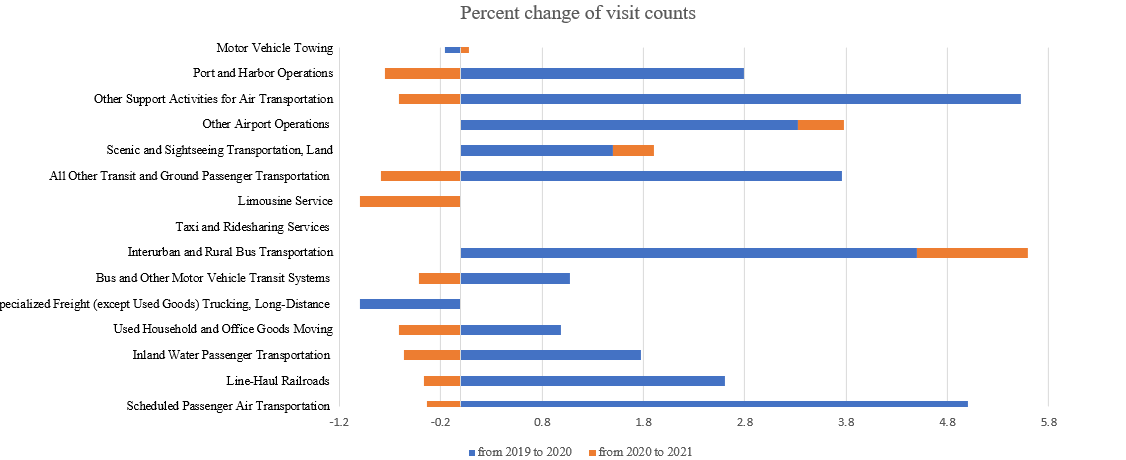 Percent change of visit counts
Motor Vehicle Towing
Port and Harbor Operations
Other Support Activities for Air Transportation
Other Airport Operations
Scenic and Sightseeing Transportation, Land
All Other Transit and Ground Passenger Transportation
Limousine Service
Taxi and Ridesharing Services
Interurban and Rural Bus Transportation
Bus and Other Motor Vehicle Transit Systems
pecialized Freight (except Used Goods) Trucking, Long-Distance
Used Household and Office Goods Moving
Inland Water Passenger Transportation
Line-Haul Railroads
Scheduled Passenger Air Transportation
-1.2 -0.2 0.8 1.8 2.8 3.8 4.8 5.8
from 2019 to 2020 from 2020 to 2021